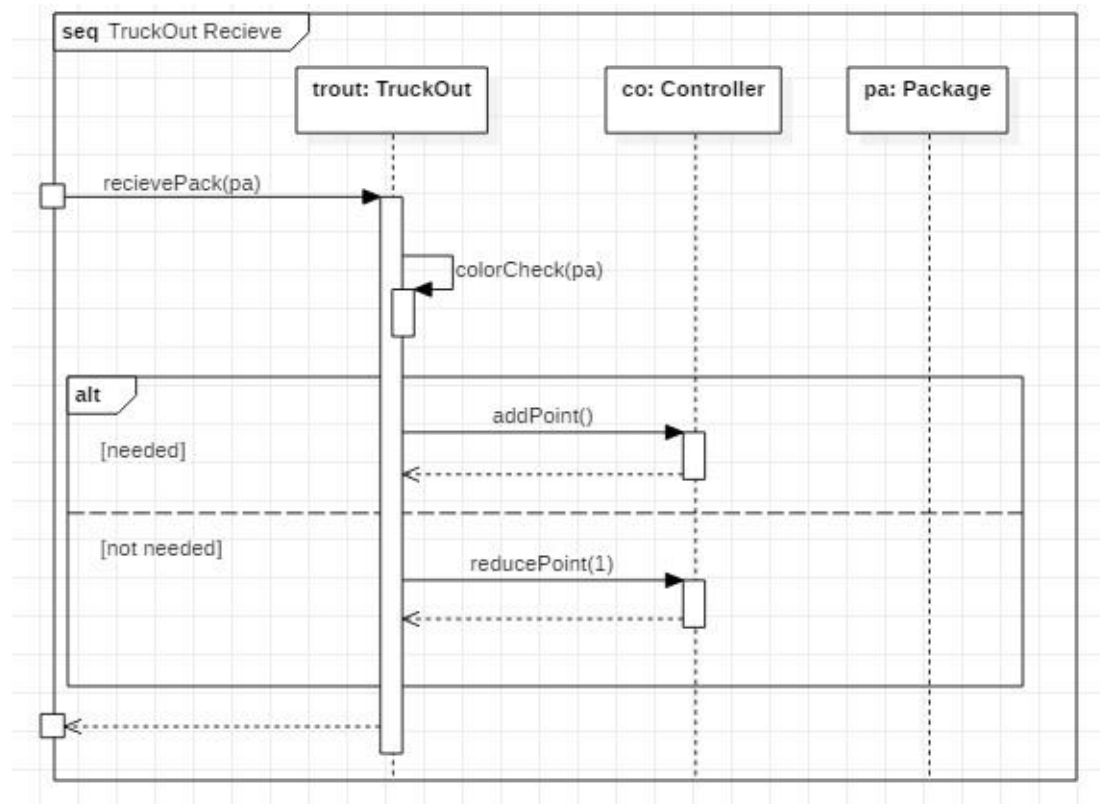 seq TruckOut Recieve
trout: TruckOut
co: Controller
pa: Package
recievePack(pa)
colorCheck(pa)
alt
addPoint()
[needed]
[not needed]
reducePoint(1)